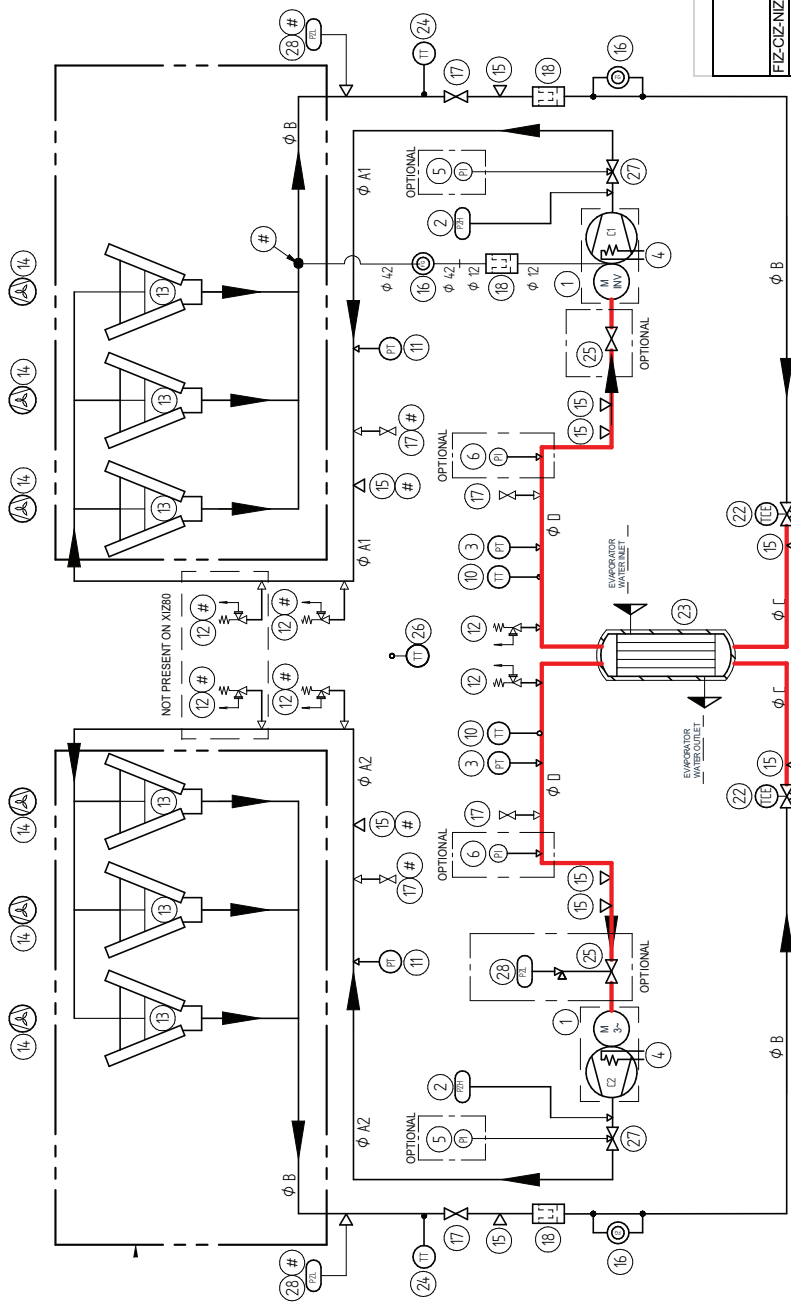 14
14
14
14
14
14
13
13
13
13
13
13
NOT PRESENT ON XIZ80
12 #
12 #
12 #
12 #
#
28 #
PZL
ϕ B
ϕ A2
ϕ A1
ϕ B
28 #
PZL
24
TT
ϕ A2
15 #
17 #
PT
11
TT
26
15 #
17 #
PT
11
ϕ A1
TT
24
17
15
18
16
OPTIONAL
5
PI
2
PZH
OPTIONAL
6
PI
17
3
PT
10
TT
12
12
10
TT
3
PT
17
OPTIONAL
6
PI
ϕ 42
16
ϕ 42
ϕ 12
18
ϕ 12
OPTIONAL
5
PI
2
PZH
17
15
18
16
28
PZL
ϕ D
ϕ D
27
C2
4
1
M
3~
25
OPTIONAL
15
15
15
15
25
OPTIONAL
1
M
INV
C1
4
27
EVAPORATOR
WATER OUTLET
EVAPORATOR
WATER INLET
23
ϕ B
22
TCE
15
ϕ C
ϕ C
15
22
TCE
ϕ B
FIZ-CIZ-NIZ